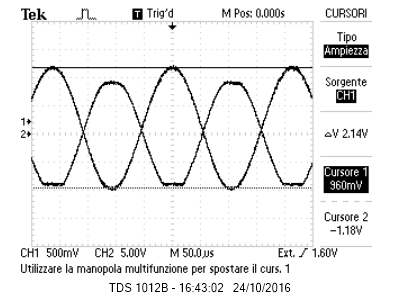 Tek T Trig'd M Pos: 0.000s CURSORI
Tipo
Ampiezza
Sorgente
CH1
△V 2.14V
Cursore 1
960mV
Cursore 2
-1.18V
1
2
CH1 500mV CH2 5.00V M 50.0µs Ext. / 1.60V
Utilizzare la manopola multifunzione per spostare il curs. 1
TDS 1012B - 16:43:02 24/10/2016